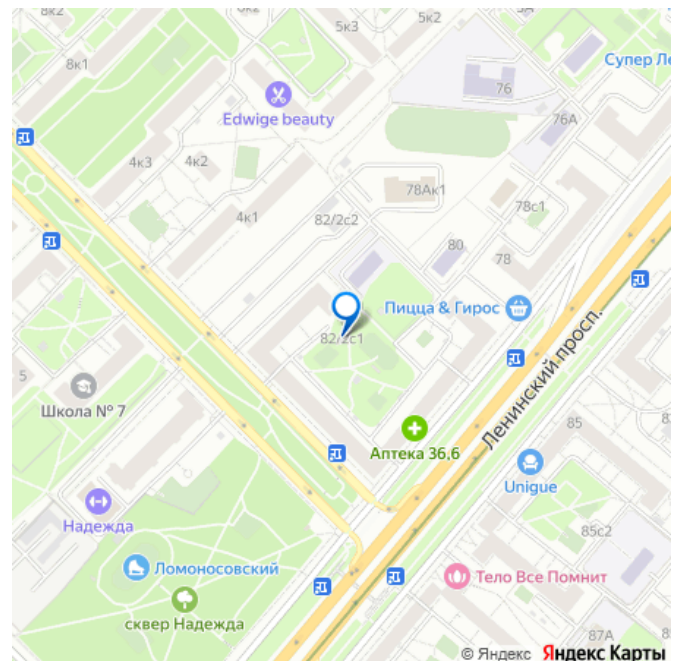 8к2
5к3
5к2
5А
8к1
Супер Ле
76
Edwige beauty
76А
4к3
4к2
78Ак1
4к1
82/2с2
78с1
80
78
Пицца & Гирос
82/2с1
Ленинский просп.
5
Школа № 7
85
83
Аптека 36,6
Unigue
Надежда
85с2
Ломоносовский
Тело Все Помнит
сквер Надежда
87А
© Яндекс Яндекс Карты